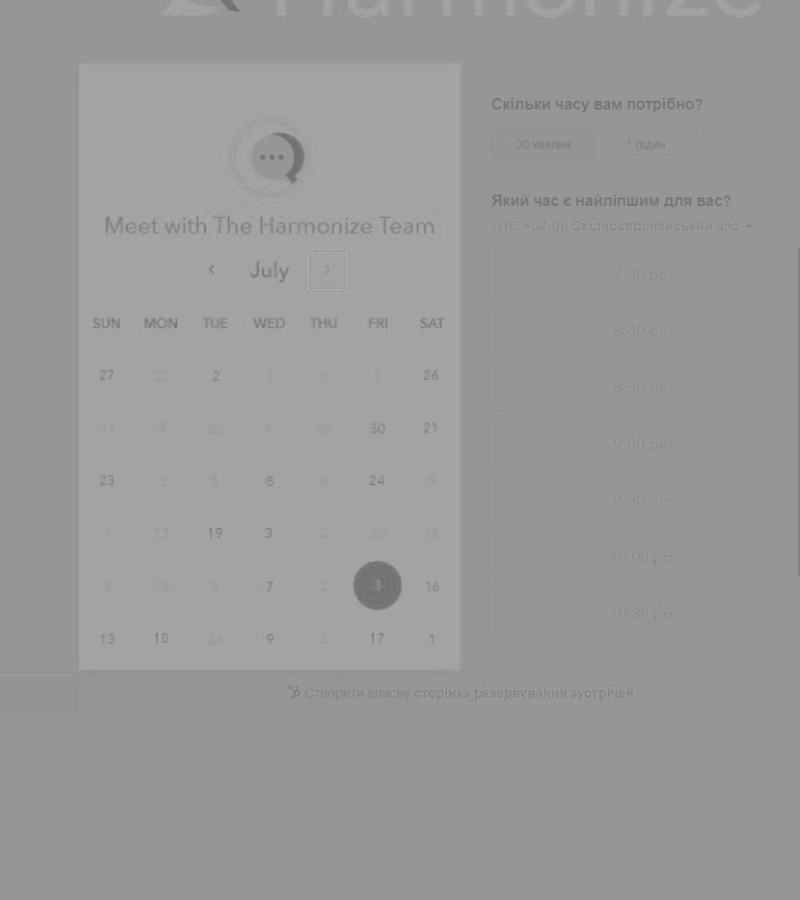 Harmonize
Meet with The Harmonize Team
July
SUN MON TUE WED THU FRI SAT
27 22 2 1 3 1 26
17 9 22 6 30 30 21
23 3 5 8 8 24 9
7 13 19 3 2 29 16
2 19 5 7 2 3 16
13 10 26 9 2 17 1
Скільки часу вам потрібно?
30 хвилин 1 годин
Який час є найліпшим для вас?
UTC +02:00 Східноєвропейський час
7:30 pm
8:00 pm
8:30 pm
9:00 pm
9:30 pm
10:00 pm
10:30 pm
Створити власну сторінка резервування зустрічей